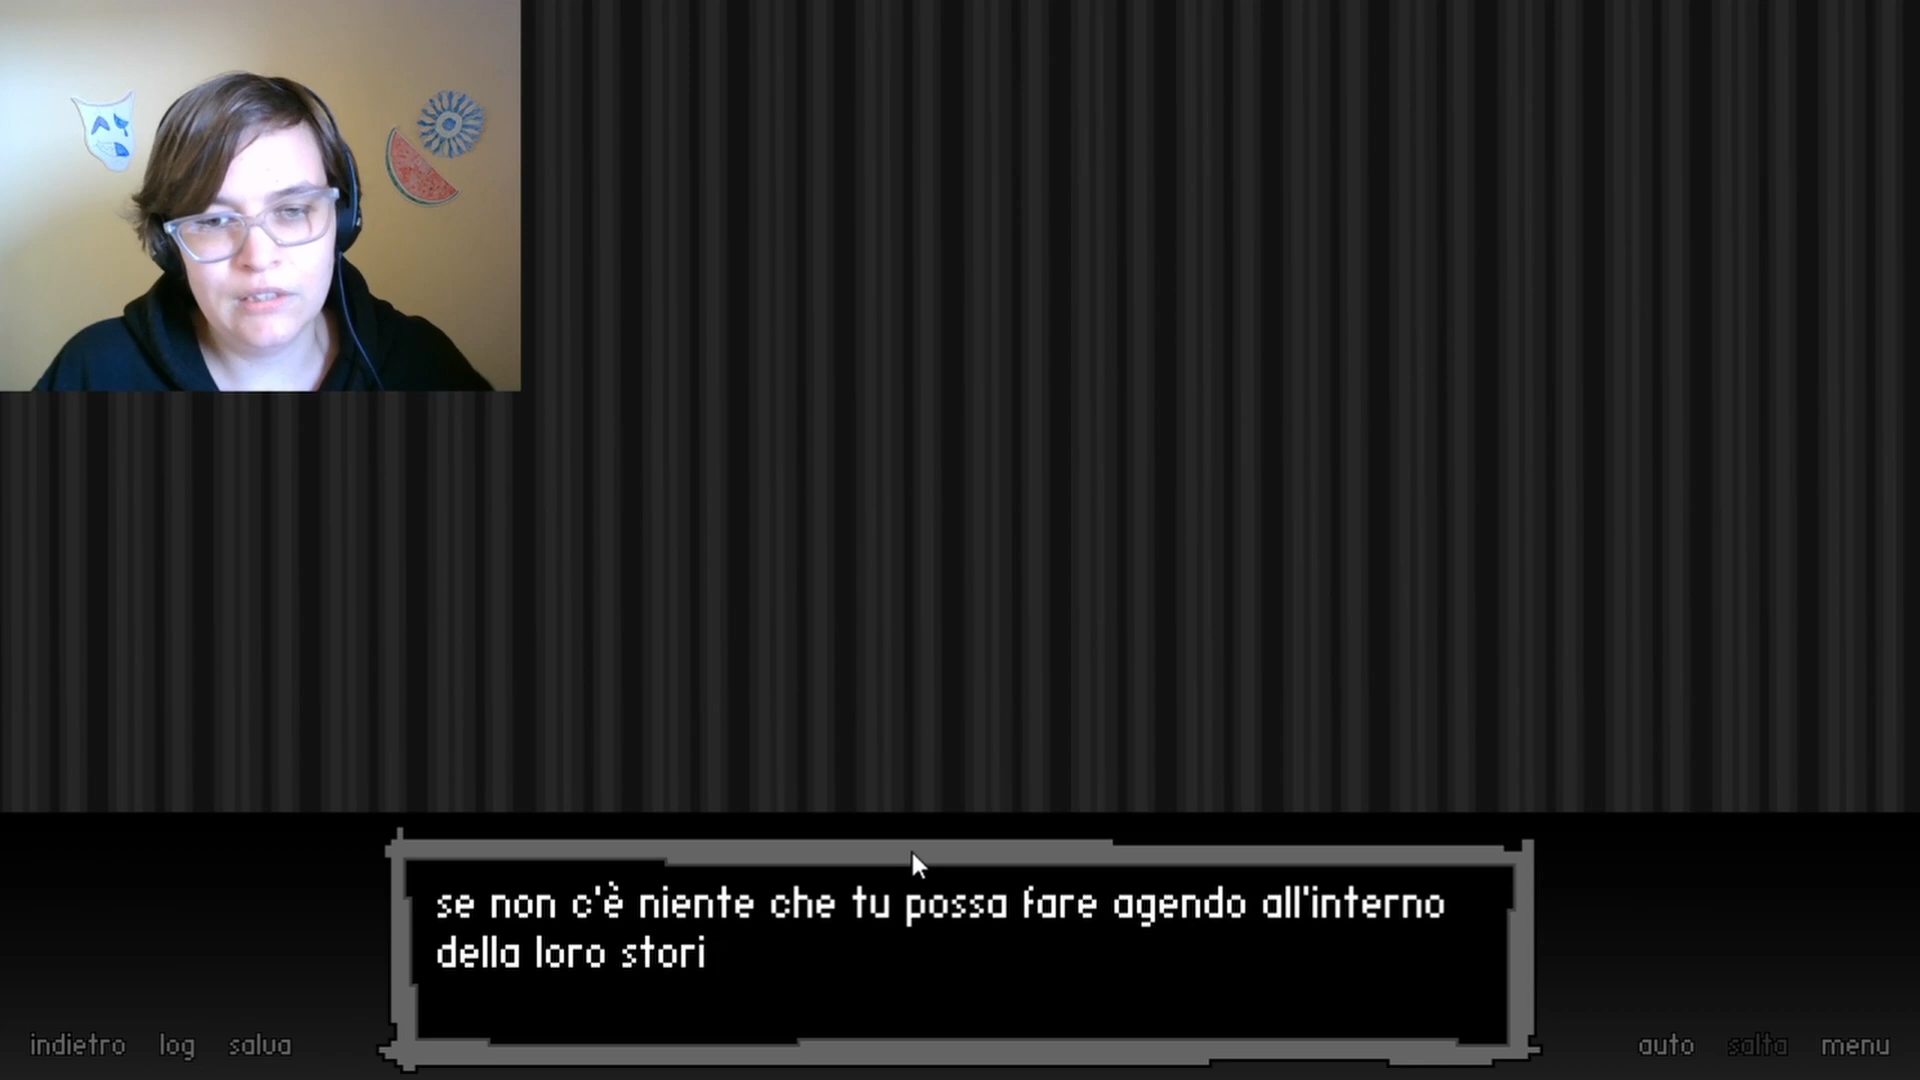 se non c'è niente che tu possa fare agendo all'interno
della loro stori
indietro log salva
auto salta menu